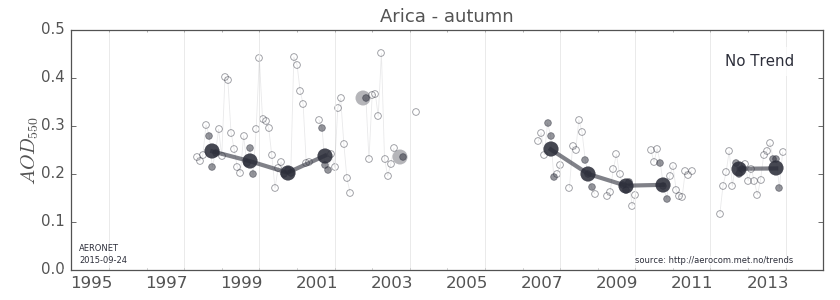 Arica - autumn
No Trend
AOD550
0.5
0.4
0.3
0.2
0.1
0.0
AERONET
2015-09-24
source: http://aerocom.met.no/trends
1995 1997 1999 2001 2003 2005 2007 2009 2011 2013